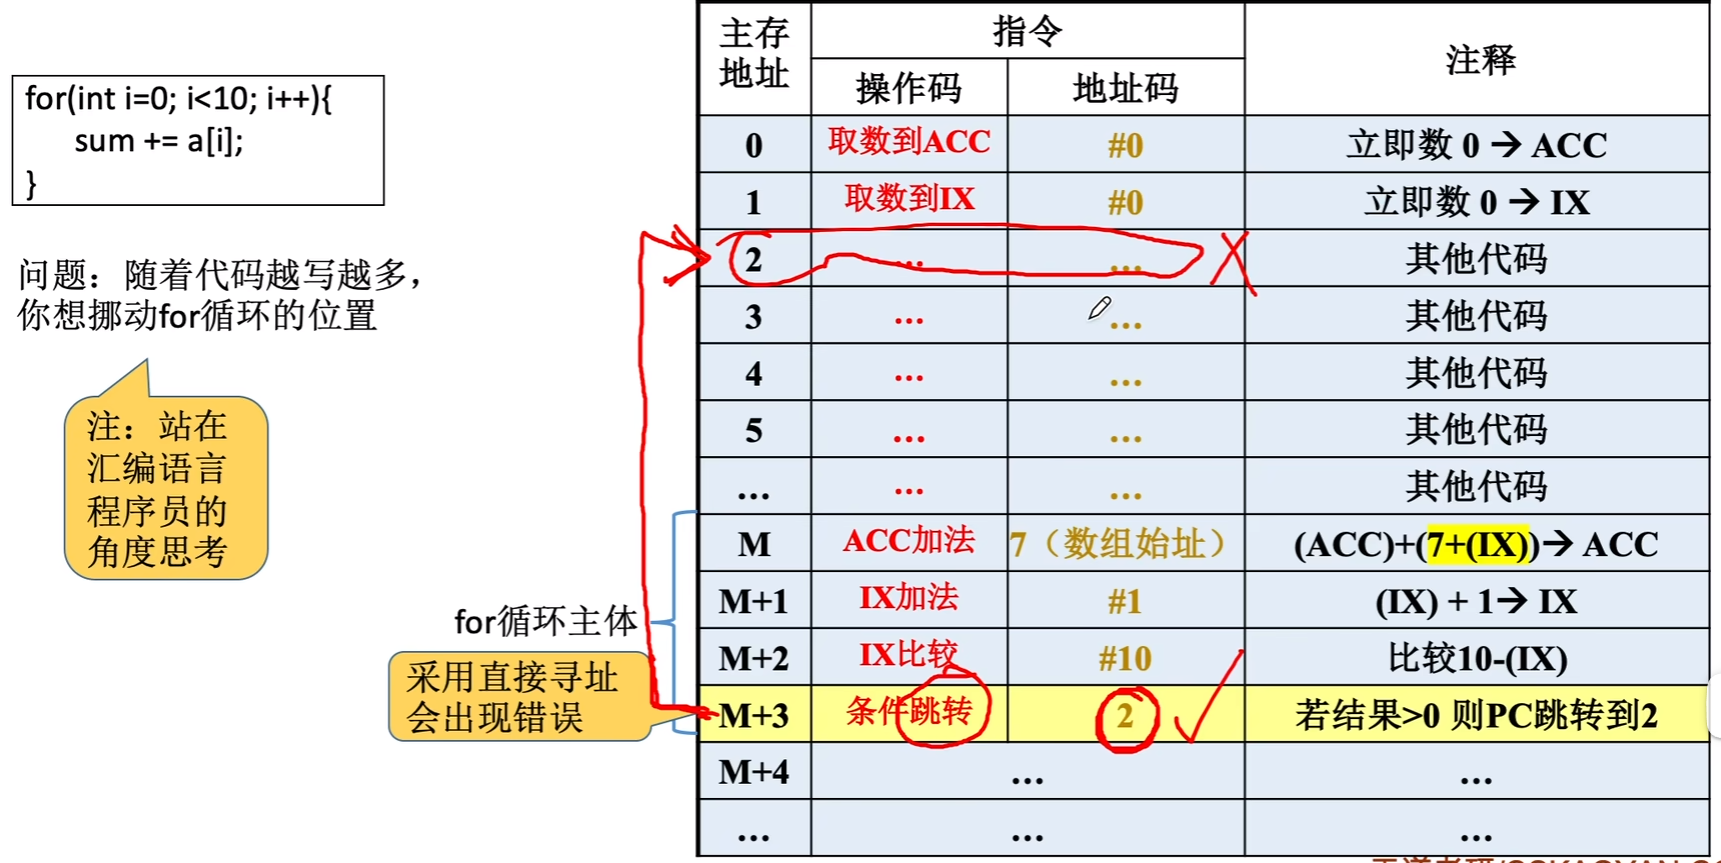 for(int i=0; i<10; i++){
sum += a[i];
}
问题：随着代码越写越多，
你想挪动for循环的位置
注：站在
汇编语言
程序员的
角度思考
for循环主体
采用直接寻址
会出现错误
主存地址 指令 注释
操作码 地址码
0 取数到ACC #0 立即数 0 → ACC
1 取数到IX #0 立即数 0 → IX
2 ... ... 其他代码
3 ... ... 其他代码
4 ... ... 其他代码
5 ... ... 其他代码
... ... ... 其他代码
M ACC加法 7（数组始址） (ACC)+(7+(IX))→ ACC
M+1 IX加法 #1 (IX) + 1→ IX
M+2 IX比较 #10 比较10-(IX)
M+3 条件跳转 2 若结果>0 则PC跳转到2
M+4 ... ...
... ... ...